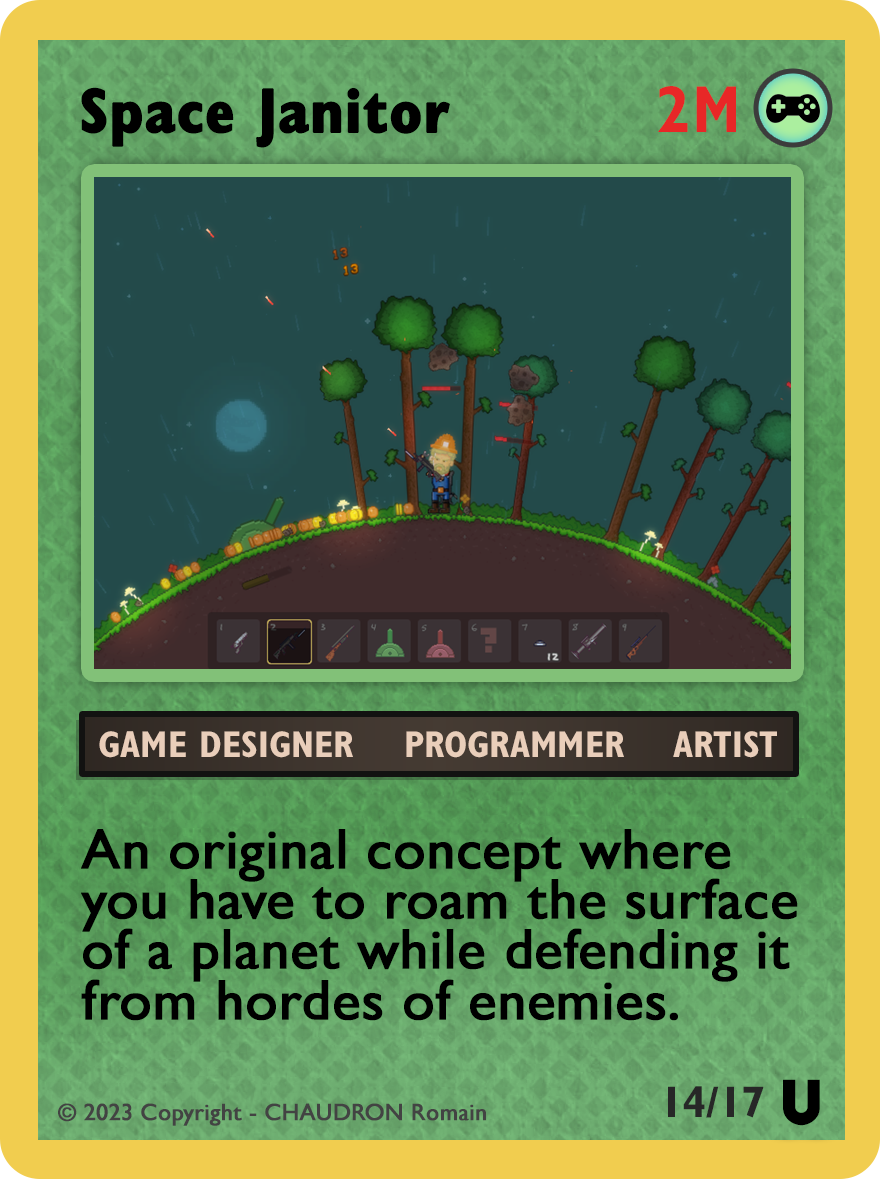 Space Janitor 2M
13
13
1 2 3 4 5 6 7 8 9
12
GAME DESIGNER PROGRAMMER ARTIST
An original concept where
you have to roam the surface
of a planet while defending it
from hordes of enemies.
© 2023 Copyright - CHAUDRON Romain 14/17 U